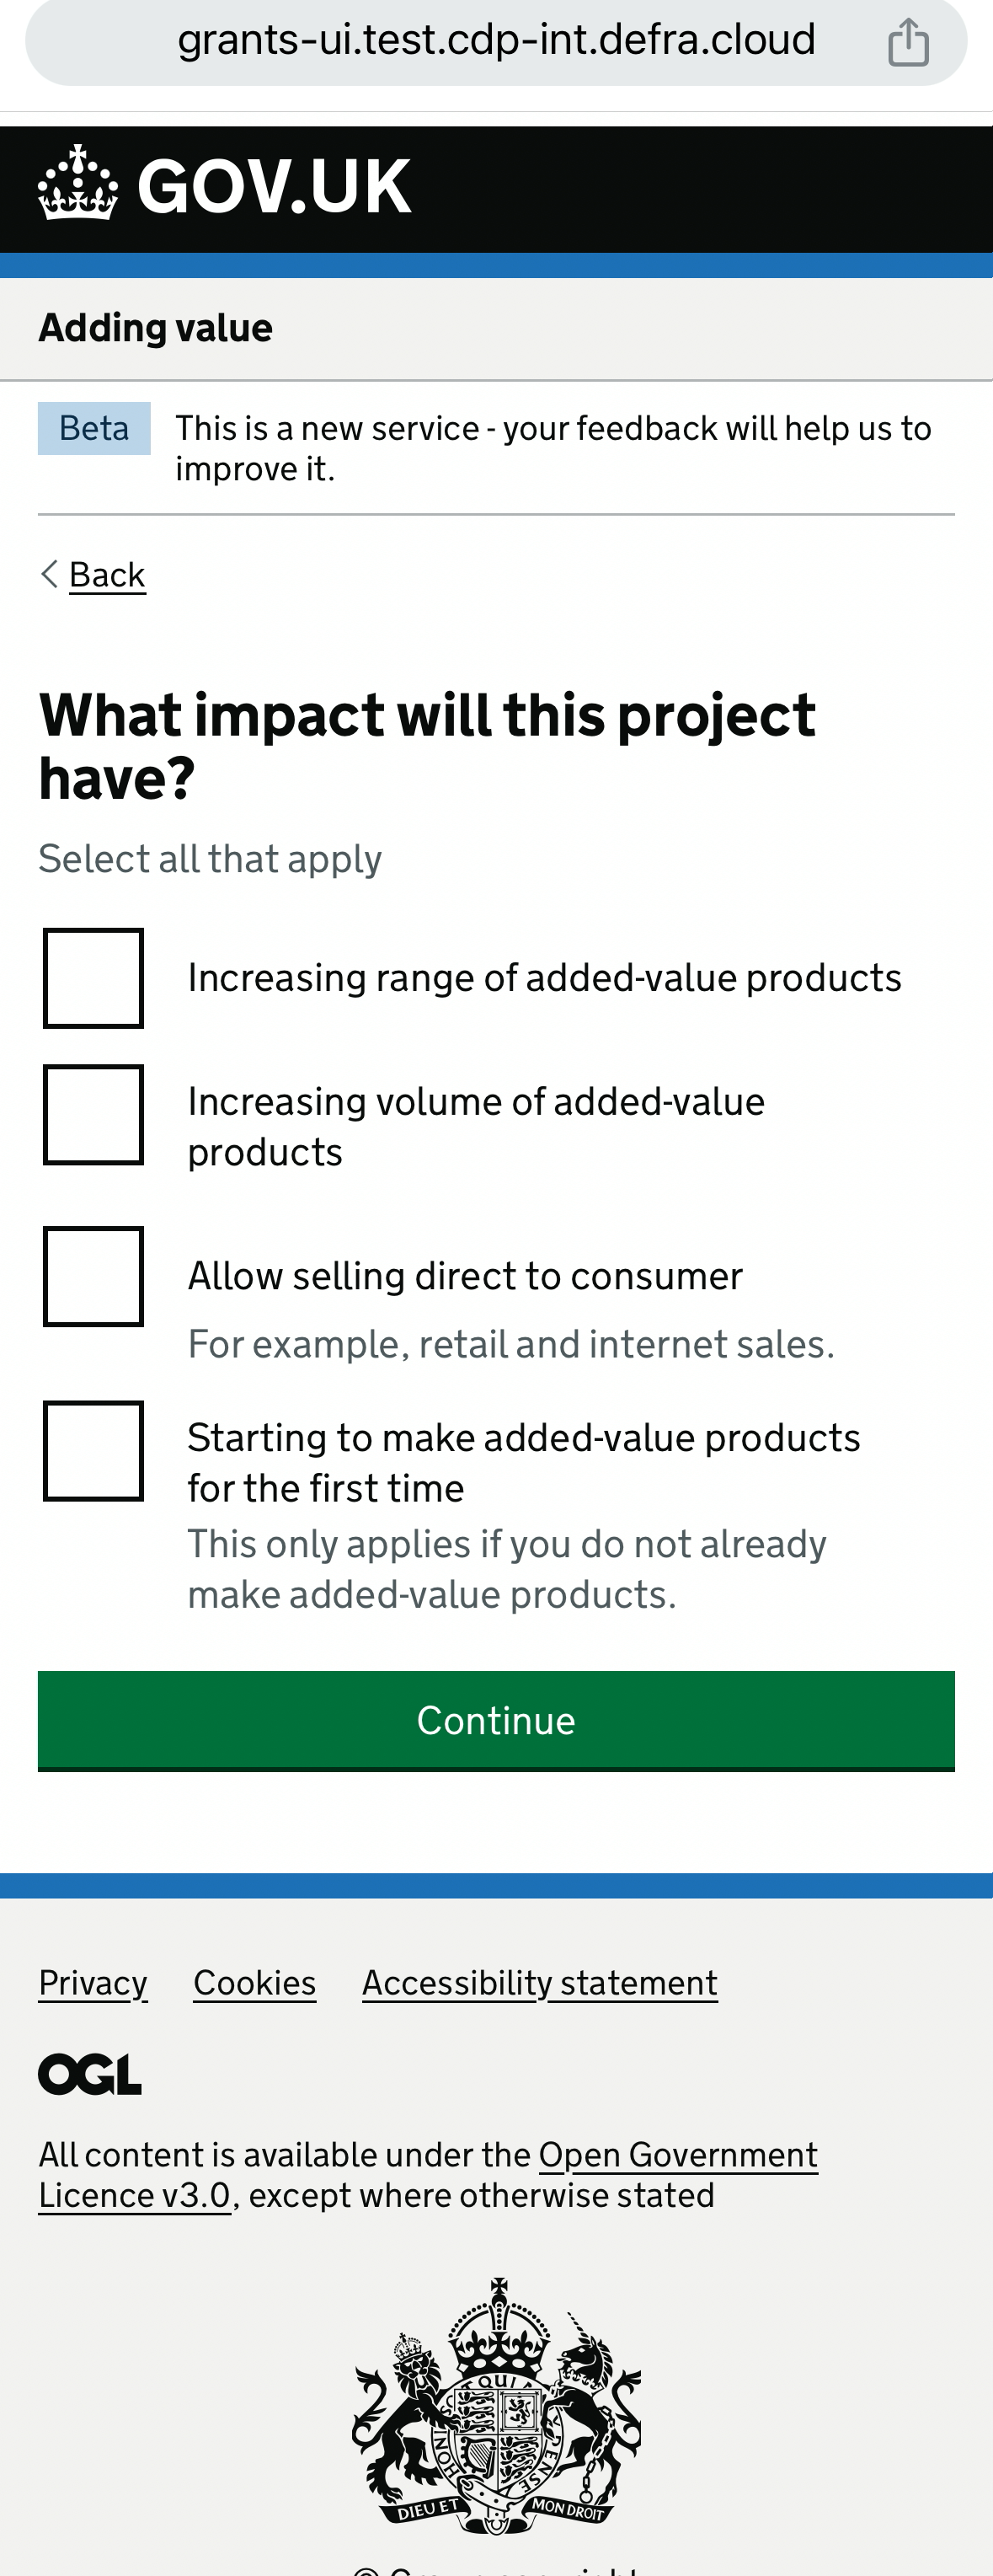 grants-ui.test.cdp-int.defra.cloud
GOV.UK
Adding value
Beta
This is a new service - your feedback will help us to
improve it.
Back
What impact will this project
have?
Select all that apply
Increasing range of added-value products
Increasing volume of added-value
products
Allow selling direct to consumer
For example, retail and internet sales.
Starting to make added-value products
for the first time
This only applies if you do not already
make added-value products.
Continue
Privacy Cookies Accessibility statement
OGL
All content is available under the Open Government
Licence v3.0, except where otherwise stated
QUI
HONI
PENSE
DIEU ET MON DROIT
© Crown copyright